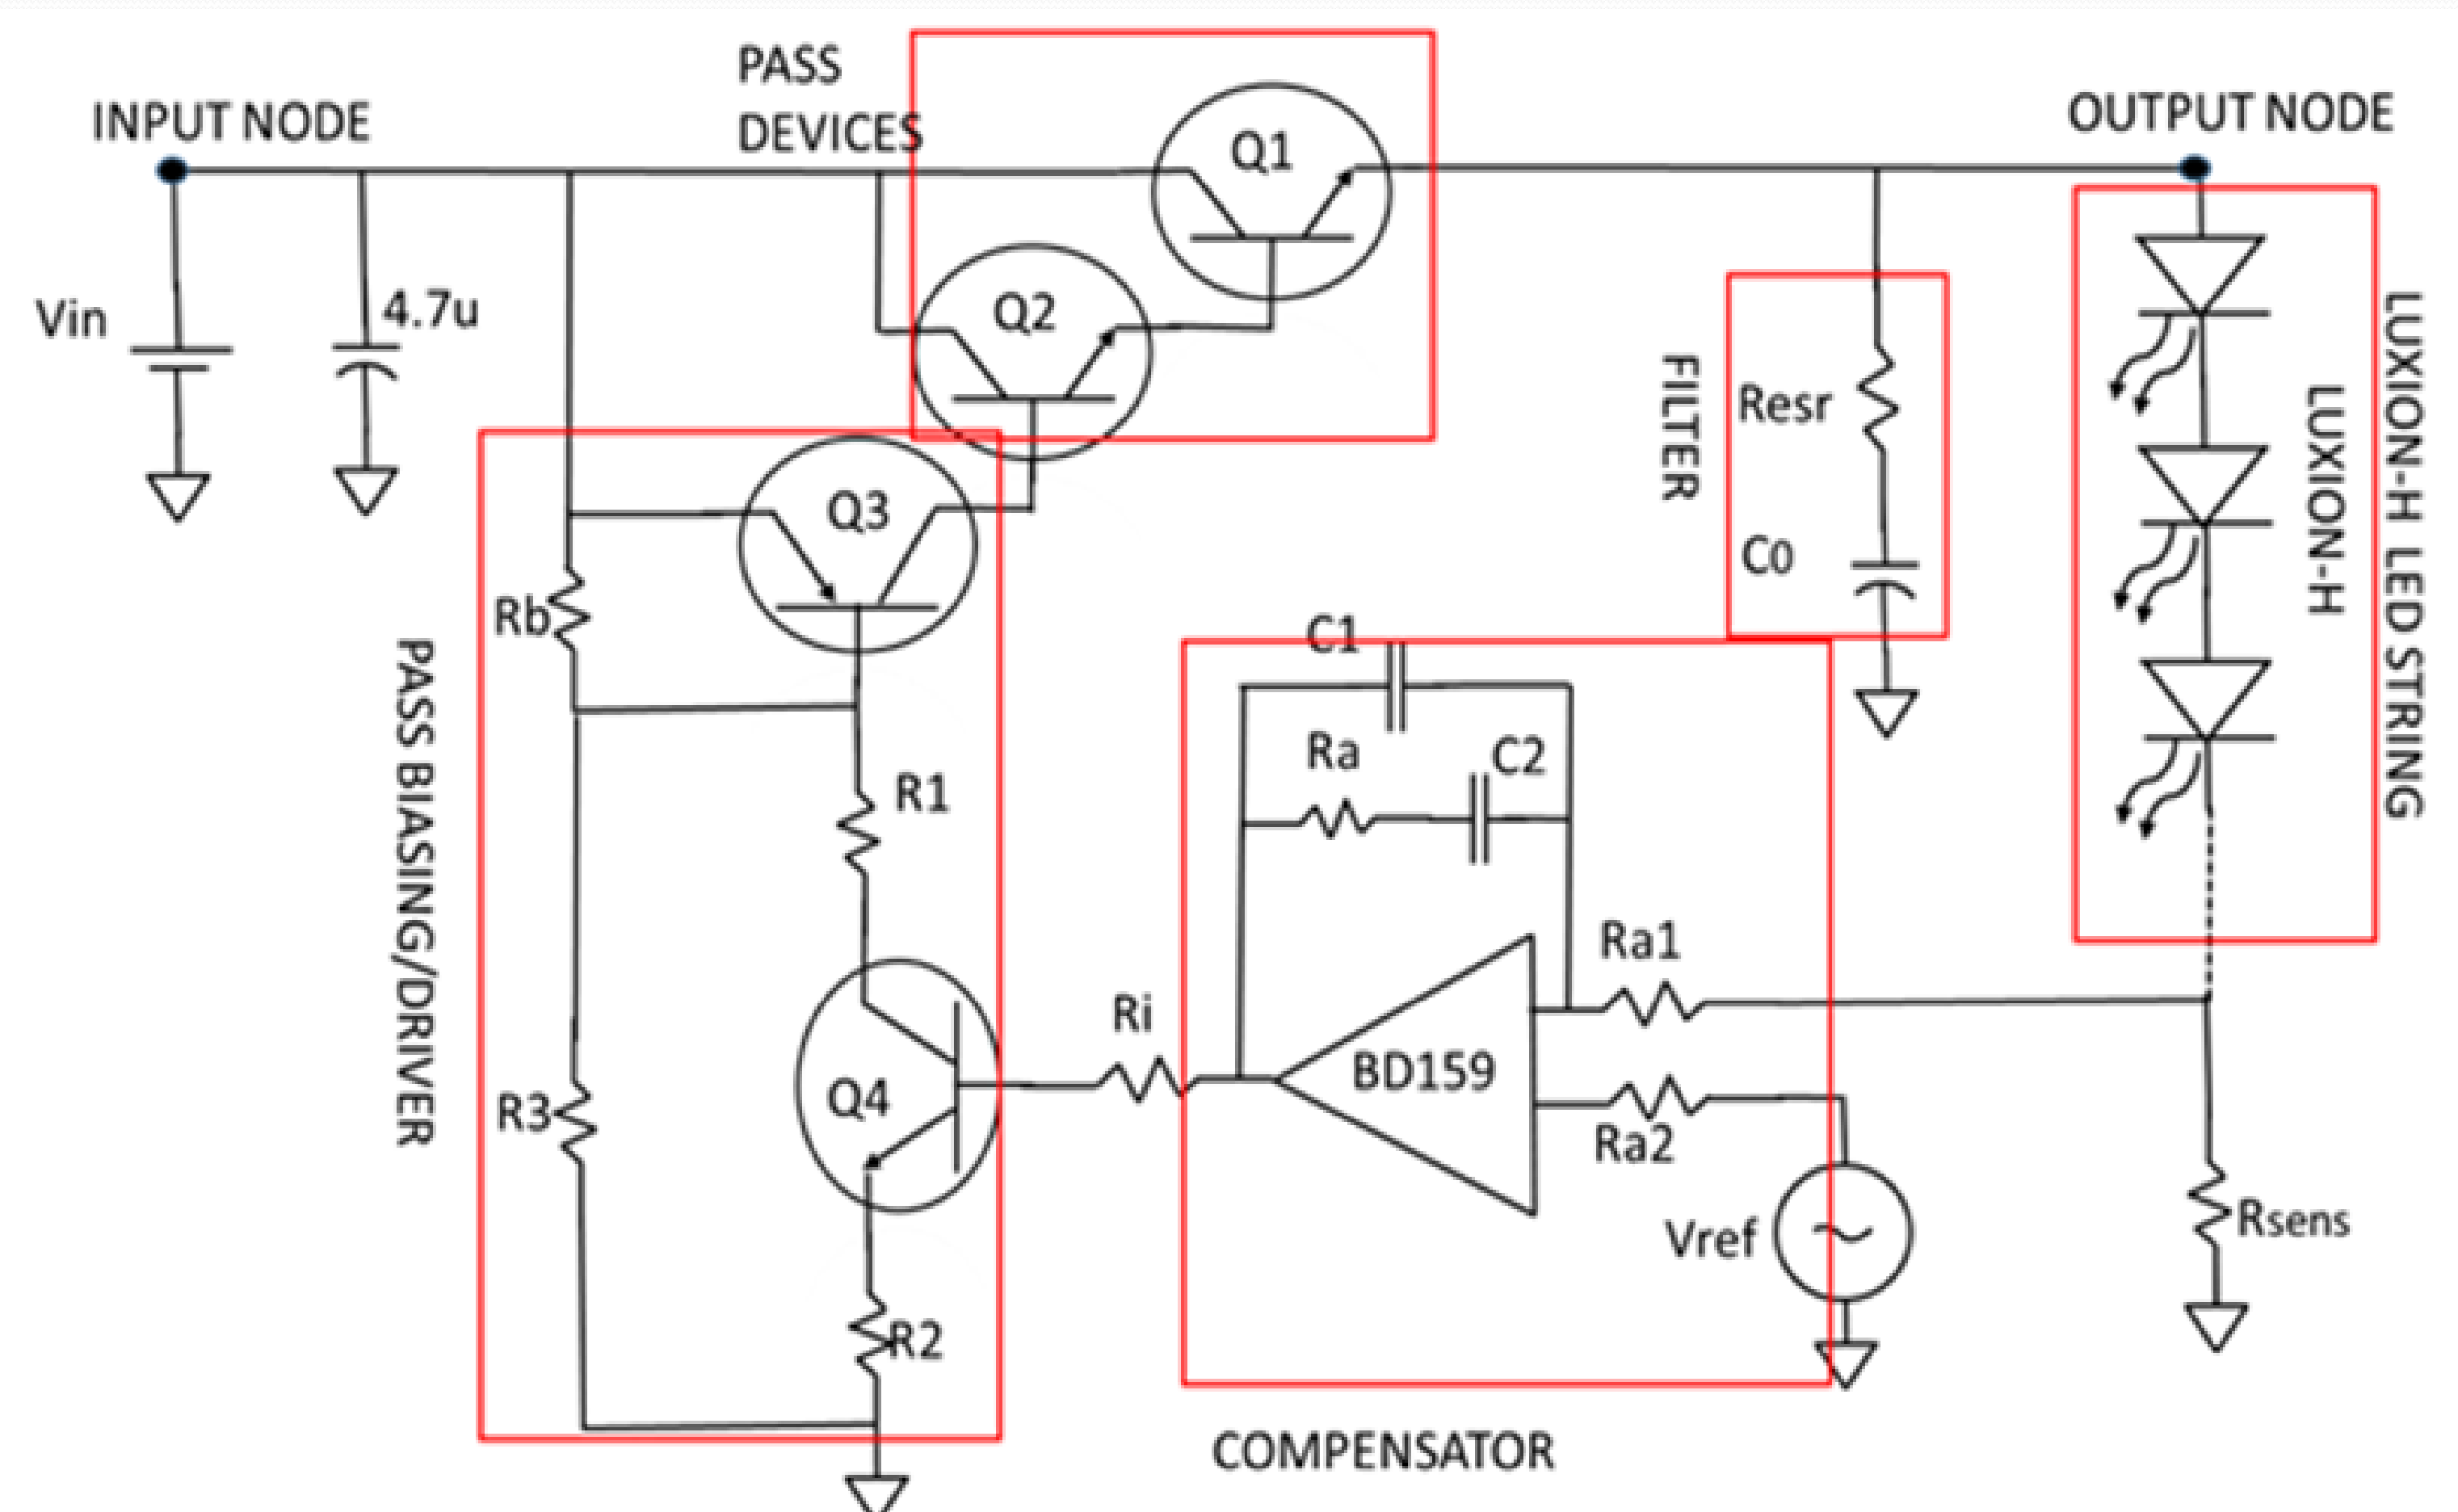 PASS
DEVICES
INPUT NODE
Q1
OUTPUT NODE
Vin
4.7u
Q2
FILTER
Resr
C0
LUXION-H
LUXION-H LED STRING
Q3
Rb
PASS BIASING/DRIVER
R1
C1
Ra
C2
Ra1
Ri
BD159
Q4
R3
Ra2
Vref
Rsens
R2
COMPENSATOR